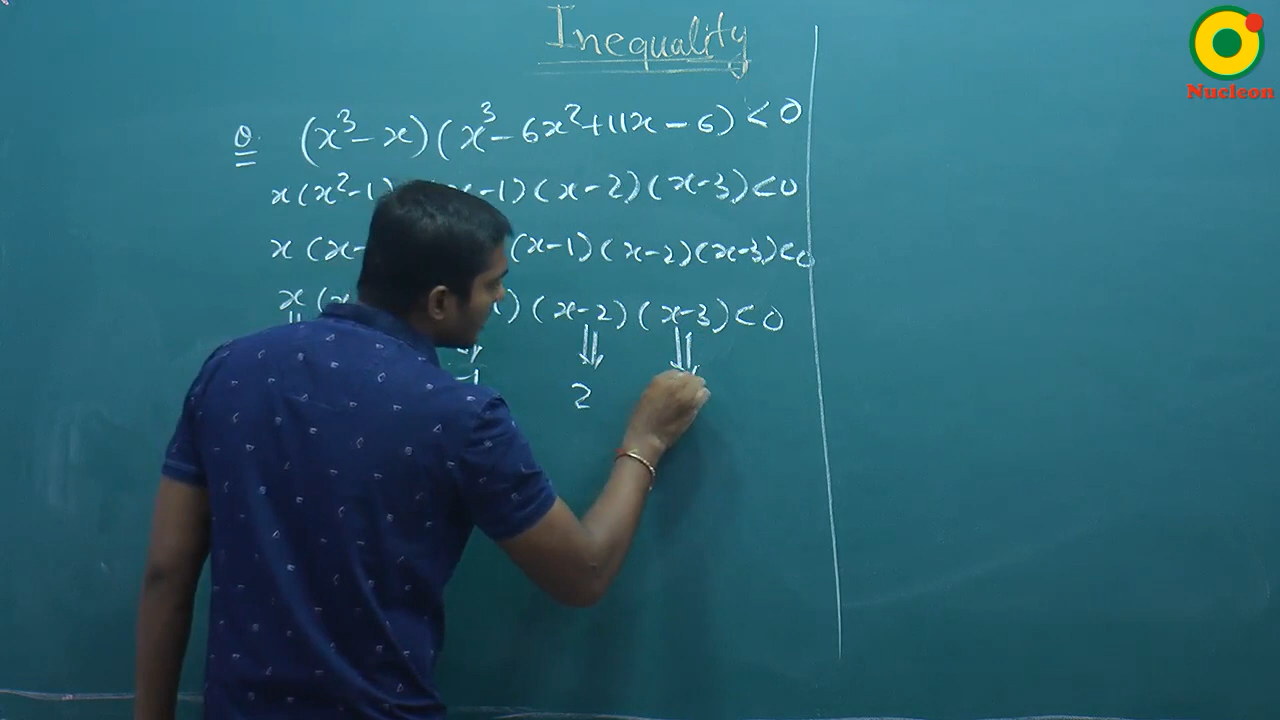 Inequality
Nucleon
Q. (x³-x)(x³-6x²+11x-6)<0
x(x²-1) x-1)(x-2)(x-3)<0
x(x- (x-1)(x-2)(x-3)<0
x( )(x-2)(x-3)<0
-1 2